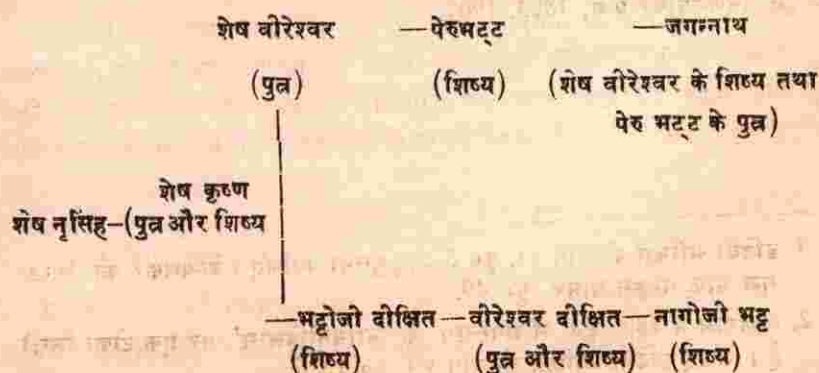 शेष वीरेश्वर —पेरुभट्ट —जगन्नाथ
(पुत्र) (शिष्य) (शेष वीरेश्वर के शिष्य तथा
पेरु भट्ट के पुत्र)
शेष कृष्ण
शेष नृसिंह—(पुत्र और शिष्य
—भट्टोजी दीक्षित—वीरेश्वर दीक्षित—नागोजी भट्ट
(शिष्य) (पुत्र और शिष्य) (शिष्य)